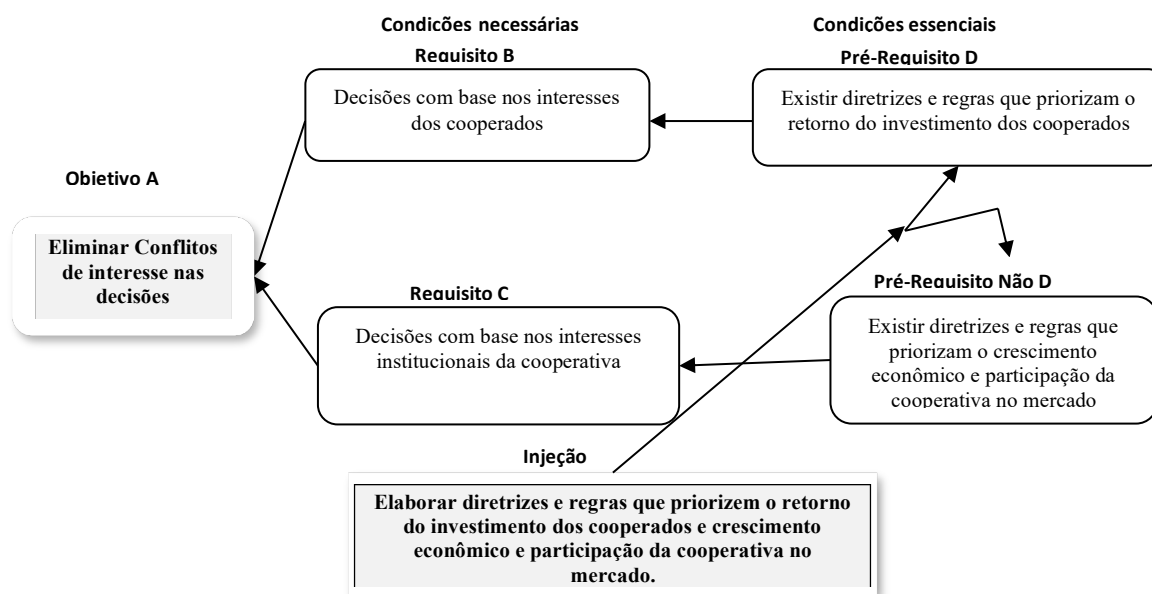 Condições necessárias
Condições essenciais
Requisito B
Pré-Requisito D
Decisões com base nos interesses
dos cooperados
Existir diretrizes e regras que priorizam o
retorno do investimento dos cooperados
Objetivo A
Eliminar Conflitos
de interesse nas
decisões
Requisito C
Pré-Requisito Não D
Decisões com base nos interesses
institucionais da cooperativa
Existir diretrizes e regras que
priorizam o crescimento
econômico e participação da
cooperativa no mercado
Injeção
Elaborar diretrizes e regras que priorizem o retorno
do investimento dos cooperados e crescimento
econômico e participação da cooperativa no
mercado.